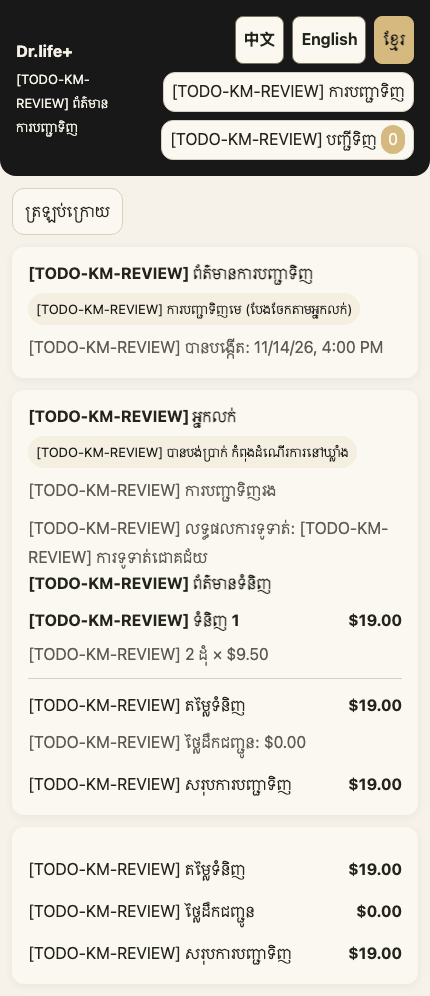 中文 English ខ្មែរ
Dr.life+
[TODO-KM-REVIEW] ព័ត៌មានការបញ្ជាទិញ
[TODO-KM-REVIEW] ការបញ្ជាទិញ
[TODO-KM-REVIEW] បញ្ជីទិញ 0
ត្រឡប់ក្រោយ
[TODO-KM-REVIEW] ព័ត៌មានការបញ្ជាទិញ
[TODO-KM-REVIEW] ការបញ្ជាទិញមេ (បែងចែកតាមអ្នកលក់)
[TODO-KM-REVIEW] បានបង្កើត: 11/14/26, 4:00 PM
[TODO-KM-REVIEW] អ្នកលក់
[TODO-KM-REVIEW] បានបង់ប្រាក់ កំពុងដំណើរការនៅឃ្លាំង
[TODO-KM-REVIEW] ការបញ្ជាទិញរង
[TODO-KM-REVIEW] លទ្ធផលការទូទាត់: [TODO-KM-
REVIEW] ការទូទាត់ជោគជ័យ
[TODO-KM-REVIEW] ព័ត៌មានទំនិញ
[TODO-KM-REVIEW] ទំនិញ 1 $19.00
[TODO-KM-REVIEW] 2 ដុំ × $9.50
[TODO-KM-REVIEW] តម្លៃទំនិញ $19.00
[TODO-KM-REVIEW] ថ្លៃដឹកជញ្ជូន: $0.00
[TODO-KM-REVIEW] សរុបការបញ្ជាទិញ $19.00
[TODO-KM-REVIEW] តម្លៃទំនិញ $19.00
[TODO-KM-REVIEW] ថ្លៃដឹកជញ្ជូន $0.00
[TODO-KM-REVIEW] សរុបការបញ្ជាទិញ $19.00